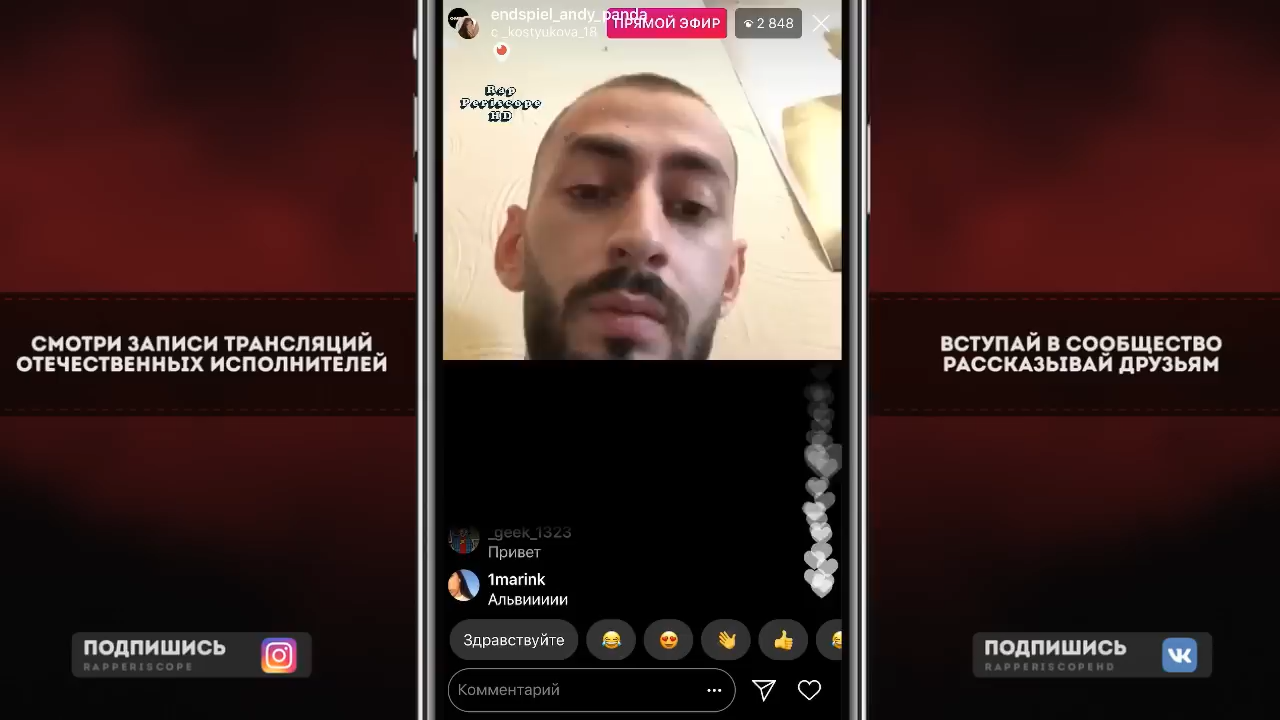 endspiel_andy_panda
с _kostyukova_18
ПРЯМОЙ ЭФИР
2 848
Rap
Periscope
HD
СМОТРИ ЗАПИСИ ТРАНСЛЯЦИЙ
ОТЕЧЕСТВЕННЫХ ИСПОЛНИТЕЛЕЙ
ВСТУПАЙ В СООБЩЕСТВО
РАССКАЗЫВАЙ ДРУЗЬЯМ
_geek_1323
Привет
1marink
Альвиииии
Здравствуйте
Комментарий
ПОДПИШИСЬ
RAPPERISCOPE
ПОДПИШИСЬ
RAPPERISCOPEHD